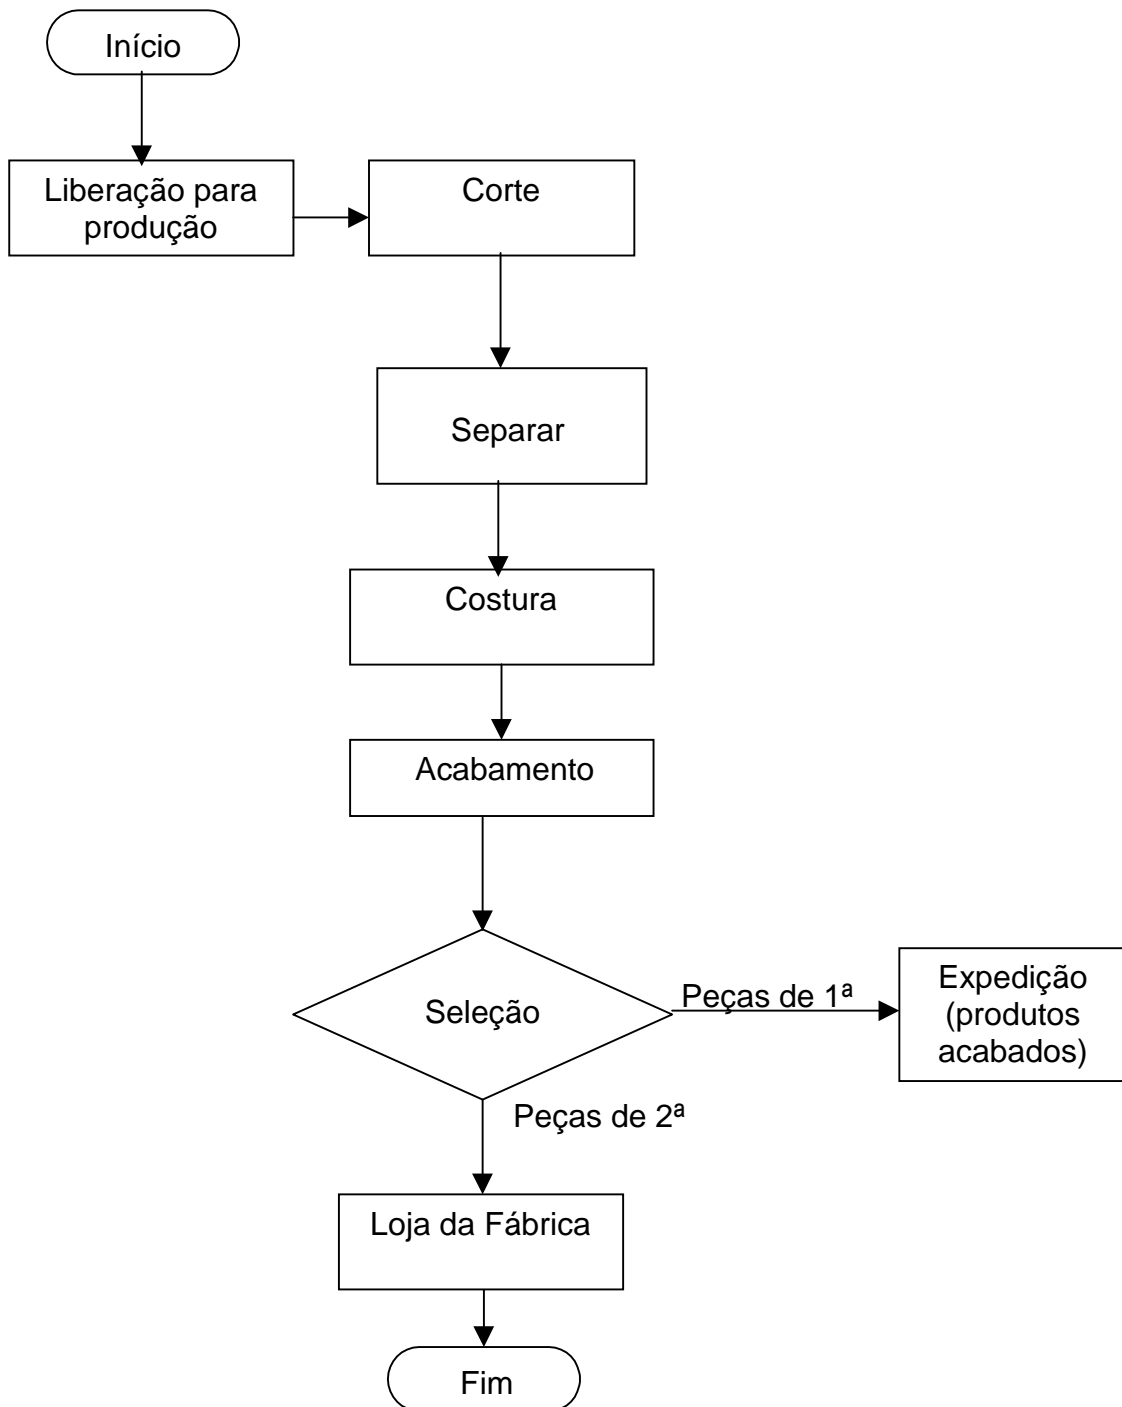 Início
Liberação para
produção
Corte
Separar
Costura
Acabamento
Seleção
Peças de 1ª
Expedição
(produtos
acabados)
Peças de 2ª
Loja da Fábrica
Fim